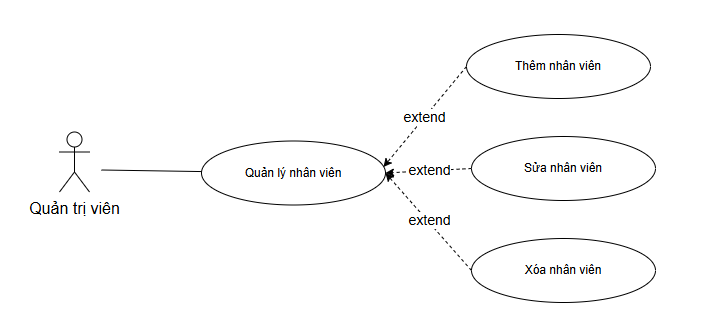 Thêm nhân viên
extend
Quản lý nhân viên
extend
Sửa nhân viên
Quản trị viên
extend
Xóa nhân viên